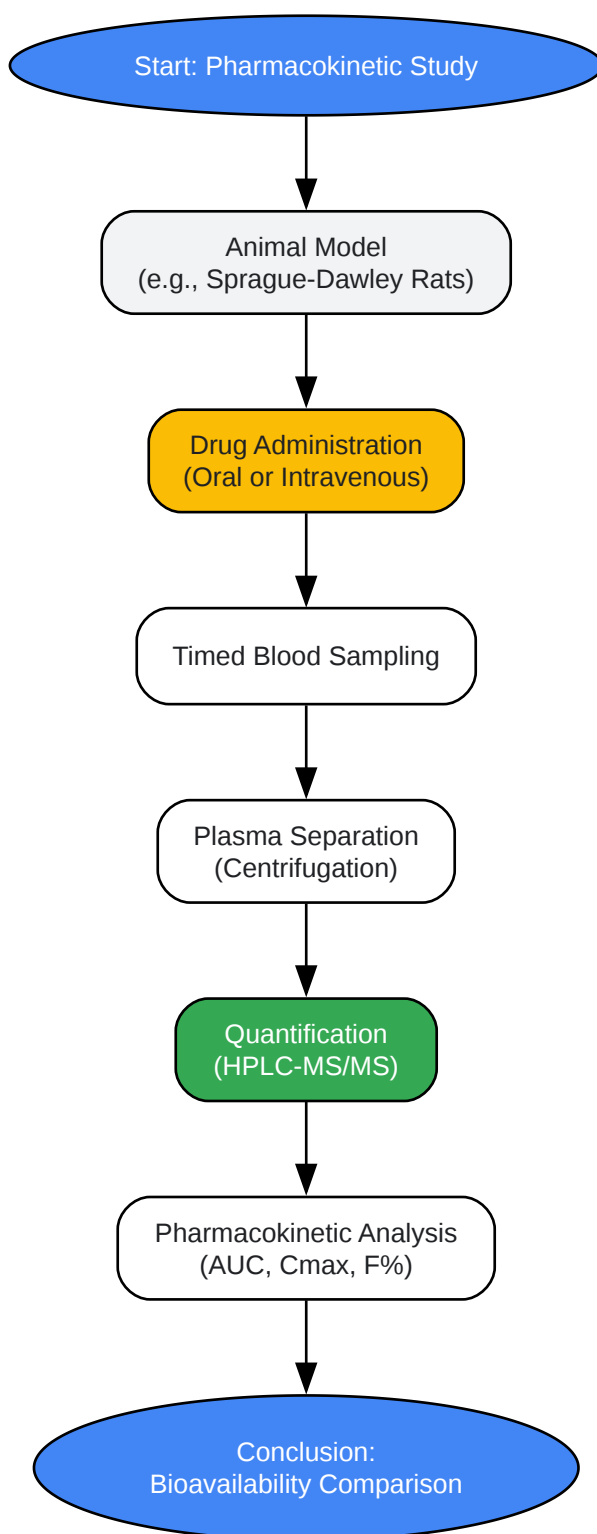 Start: Pharmacokinetic Study
Animal Model
(e.g., Sprague-Dawley Rats)
Drug Administration
(Oral or Intravenous)
Timed Blood Sampling
Plasma Separation
(Centrifugation)
Quantification
(HPLC-MS/MS)
Pharmacokinetic Analysis
(AUC, Cmax, F%)
Conclusion:
Bioavailability Comparison